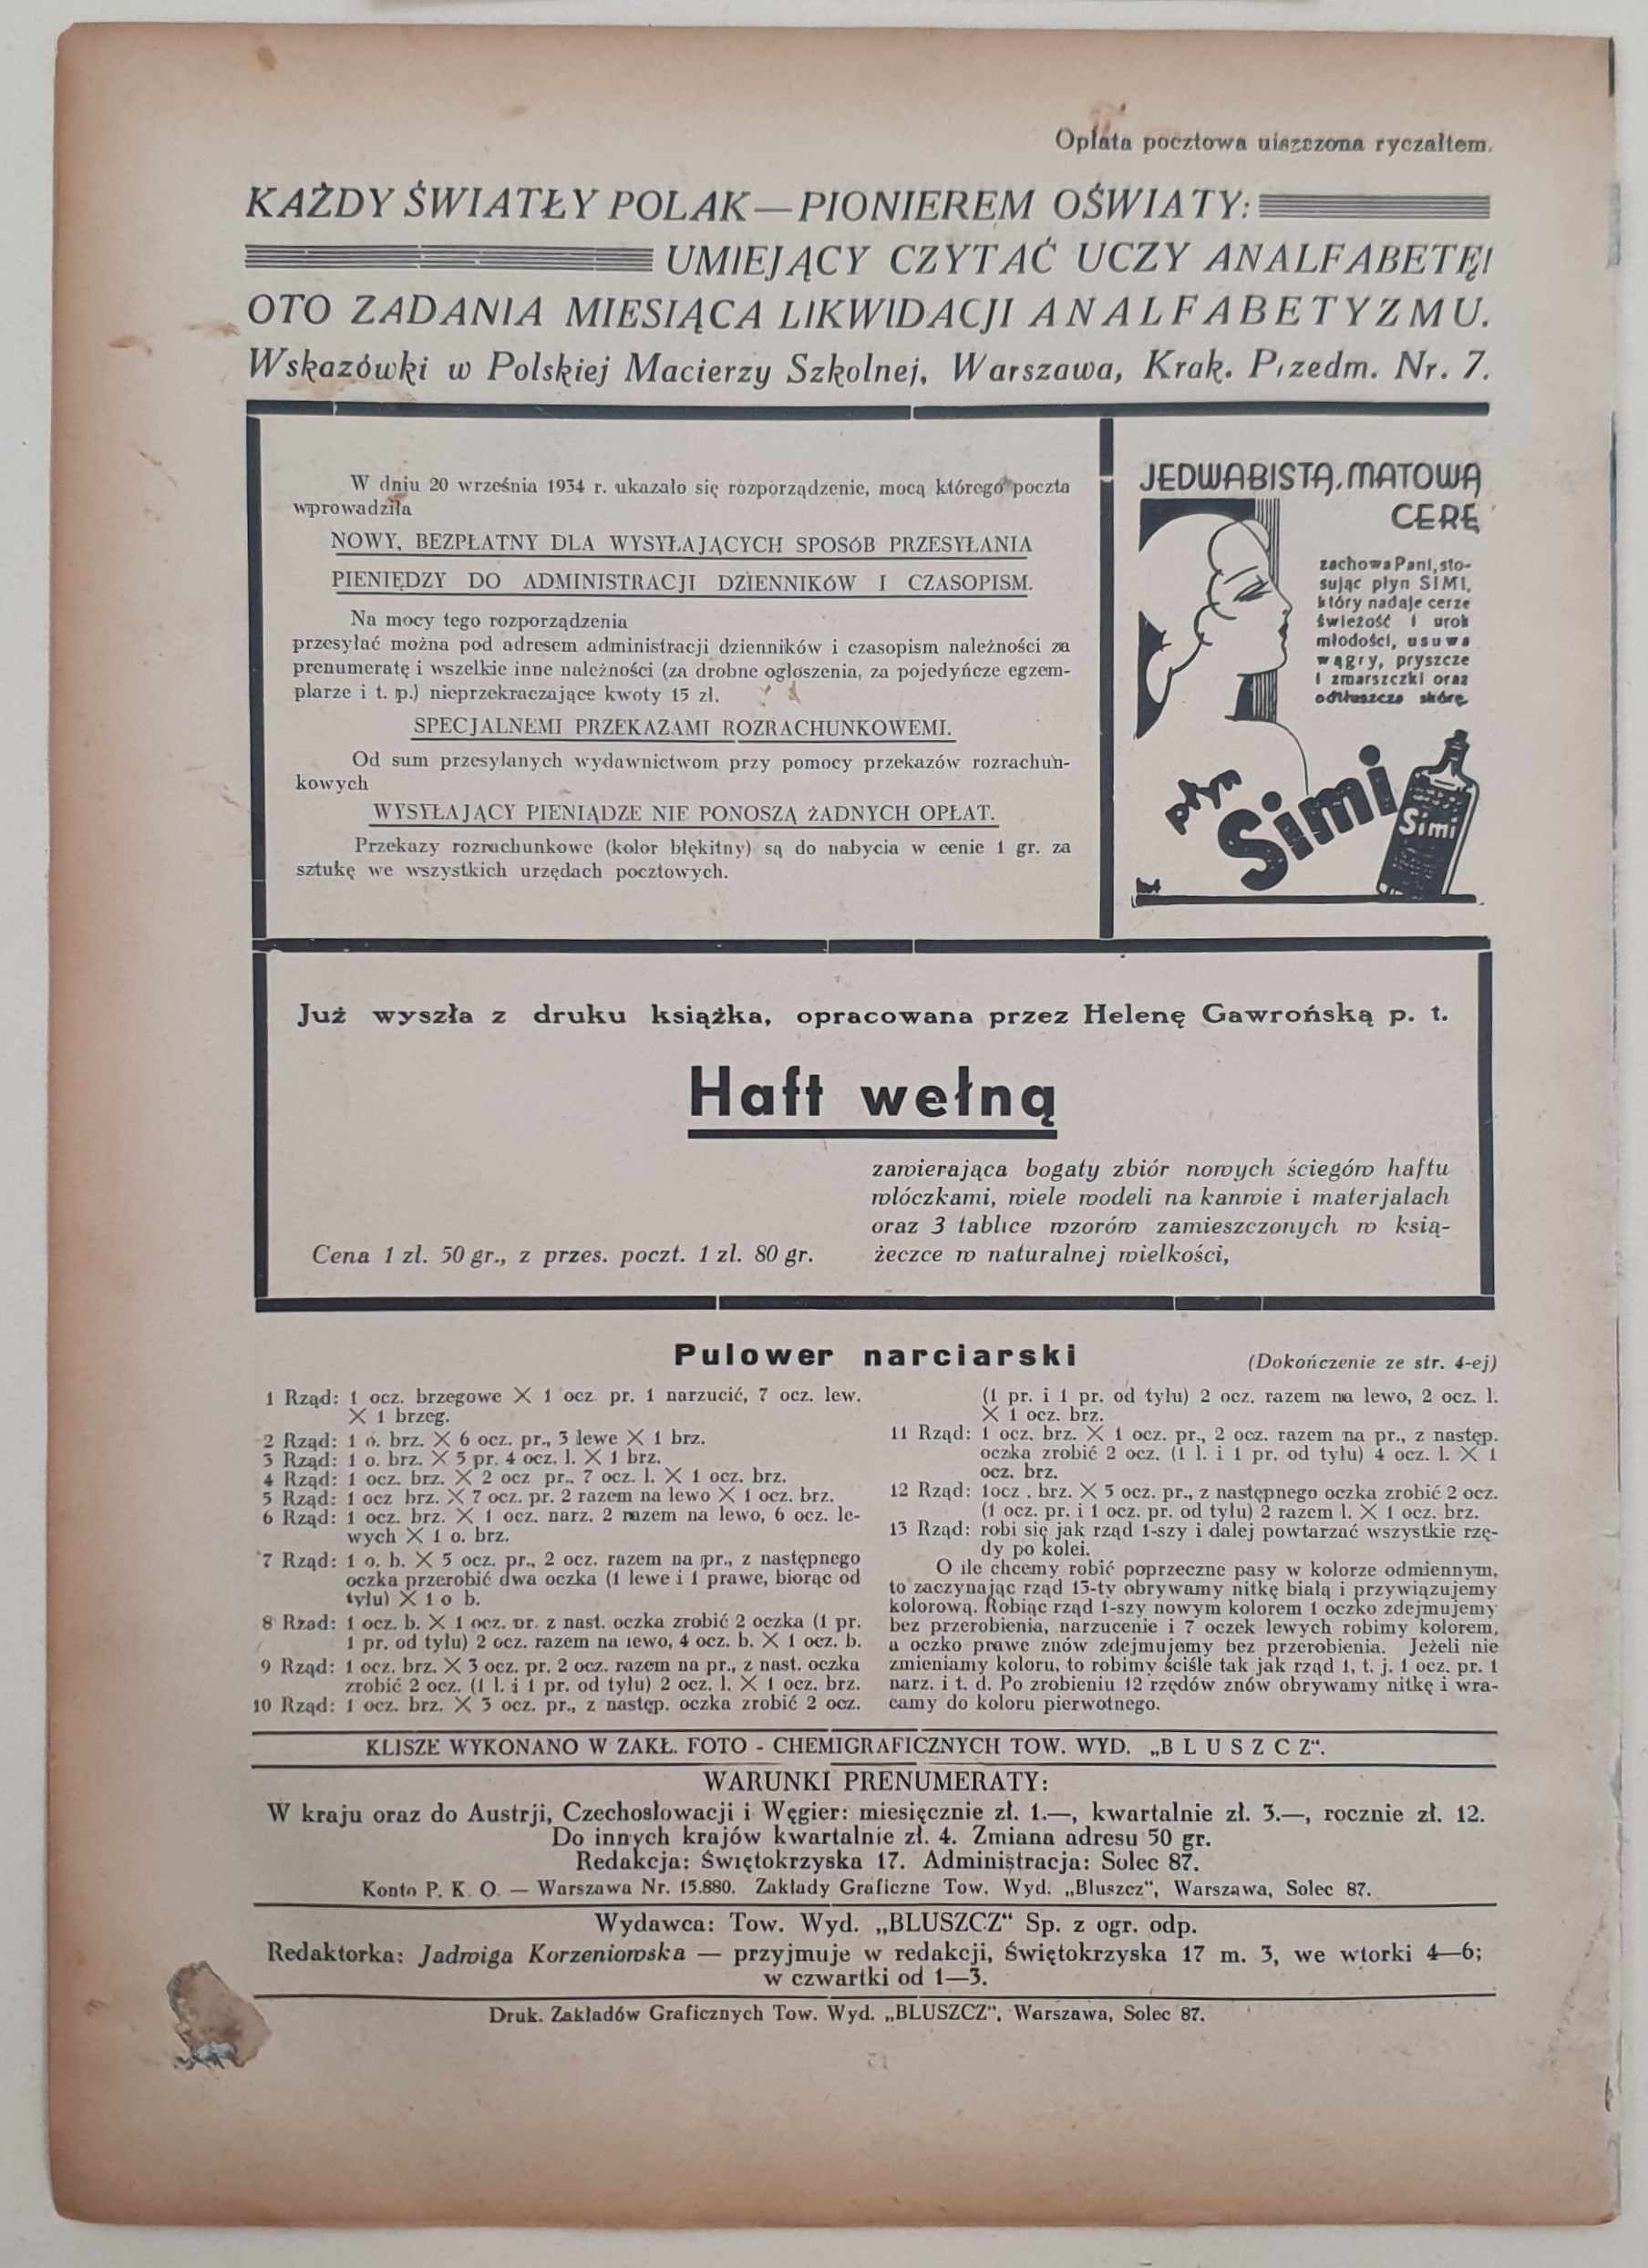 Opłata pocztowa uiszczona ryczałtem.
KAŻDY ŚWIATŁY POLAK—PIONIEREM OŚWIATY:
UMIEJĄCY CZYTAĆ UCZY ANALFABETĘ!
OTO ZADANIA MIESIĄCA LIKWIDACJI ANALFABETYZMU.
Wskazówki w Polskiej Macierzy Szkolnej, Warszawa, Krak. Przedm. Nr. 7.
W dniu 20 września 1934 r. ukazało się rozporządzenie, mocą którego poczta
wprowadziła
NOWY, BEZPŁATNY DLA WYSYŁAJĄCYCH SPOSÓB PRZESYŁANIA
PIENIĘDZY DO ADMINISTRACJI DZIENNIKÓW I CZASOPISM.
Na mocy tego rozporządzenia
przesyłać można pod adresem administracji dzienników i czasopism należności za
prenumeratę i wszelkie inne należności (za drobne ogłoszenia, za pojedyńcze egzem-
plarze i t. p.) nieprzekraczające kwoty 15 zł.
SPECJALNEMI PRZEKAZAMI ROZRACHUNKOWEMI.
Od sum przesyłanych wydawnictwom przy pomocy przekazów rozrachun-
kowych
WYSYŁAJĄCY PIENIĄDZE NIE PONOSZĄ ŻADNYCH OPŁAT.
Przekazy rozrachunkowe (kolor błękitny) są do nabycia w cenie 1 gr. za
sztukę we wszystkich urzędach pocztowych.
JEDWABISTĄ, MATOWĄ
CERĘ
zachowa Pani, sto-
sując płyn SIMI,
który nadaje cerze
świeżość i urok
młodości, usuwa
wągry, pryszcze
i zmarszczki oraz
odtłuszcza skórę.
płyn
Simi
Simi
Już wyszła z druku książka, opracowana przez Helenę Gawrońską p. t.
Haft wełną
zawierająca bogaty zbiór nowych ściegów haftu
włóczkami, wiele modeli na kanwie i materjałach
oraz 3 tablice wzorów zamieszczonych w ksią-
żeczce w naturalnej wielkości,
Cena 1 zł. 50 gr., z przes. poczt. 1 zł. 80 gr.
Pulower narciarski
(Dokończenie ze str. 4-ej)
1 Rząd: 1 ocz. brzegowe X 1 ocz. pr. 1 narzucić, 7 ocz. lew.
X 1 brzeg.
2 Rząd: 1 o. brz. X 6 ocz. pr., 3 lewe X 1 brz.
3 Rząd: 1 o. brz. X 5 pr. 4 ocz. l. X 1 brz.
4 Rząd: 1 ocz. brz. X 2 ocz pr., 7 ocz. l. X 1 ocz. brz.
5 Rząd: 1 ocz brz. X 7 ocz. pr. 2 razem na lewo X 1 ocz. brz.
6 Rząd: 1 ocz. brz. X 1 ocz. narz. 2 razem na lewo, 6 ocz. le-
wych X 1 o. brz.
7 Rząd: 1 o. b. X 5 ocz. pr., 2 ocz. razem na pr., z następnego
oczka przerobić dwa oczka (1 lewe i 1 prawe, biorąc od
tyłu) X 1 o b.
8 Rząd: 1 ocz. b. X 1 ocz. pr. z nast. oczka zrobić 2 oczka (1 pr.
1 pr. od tyłu) 2 ocz. razem na lewo, 4 ocz. b. X 1 ocz. b.
9 Rząd: 1 ocz. brz. X 3 ocz. pr. 2 ocz. razem na pr., z nast. oczka
zrobić 2 ocz. (1 l. i 1 pr. od tyłu) 2 ocz. l. X 1 ocz. brz.
10 Rząd: 1 ocz. brz. X 3 ocz. pr., z następ. oczka zrobić 2 ocz.
(1 pr. i 1 pr. od tyłu) 2 ocz. razem na lewo, 2 ocz. l.
X 1 ocz. brz.
11 Rząd: 1 ocz. brz. X 1 ocz. pr., 2 ocz. razem na pr., z następ.
oczka zrobić 2 ocz. (1 l. i 1 pr. od tyłu) 4 ocz. l. X 1
ocz. brz.
12 Rząd: 1ocz . brz. X 5 ocz. pr., z następnego oczka zrobić 2 ocz.
(1 ocz. pr. i 1 ocz. pr. od tyłu) 2 razem l. X 1 ocz. brz.
13 Rząd: robi się jak rząd 1-szy i dalej powtarzać wszystkie rzę-
dy po kolei.
O ile chcemy robić poprzeczne pasy w kolorze odmiennym,
to zaczynając rząd 13-ty obrywamy nitkę białą i przywiązujemy
kolorową. Robiąc rząd 1-szy nowym kolorem 1 oczko zdejmujemy
bez przerobienia, narzucenie i 7 oczek lewych robimy kolorem,
a oczko prawe znów zdejmujemy bez przerobienia. Jeżeli nie
zmieniamy koloru, to robimy ściśle tak jak rząd 1, t. j. 1 ocz. pr. 1
narz. i t. d. Po zrobieniu 12 rzędów znów obrywamy nitkę i wra-
camy do koloru pierwotnego.
KLISZE WYKONANO W ZAKŁ. FOTO - CHEMIGRAFICZNYCH TOW. WYD. „BLUSZCZ“.
WARUNKI PRENUMERATY:
W kraju oraz do Austrji, Czechosłowacji i Węgier: miesięcznie zł. 1.—, kwartalnie zł. 3.—, rocznie zł. 12.
Do innych krajów kwartalnie zł. 4. Zmiana adresu 50 gr.
Redakcja: Świętokrzyska 17. Administracja: Solec 87.
Konto P. K. O. — Warszawa Nr. 15.880. Zakłady Graficzne Tow. Wyd. „Bluszcz“, Warszawa, Solec 87.
Wydawca: Tow. Wyd. „BLUSZCZ“ Sp. z ogr. odp.
Redaktorka: Jadwiga Korzeniowska — przyjmuje w redakcji, Świętokrzyska 17 m. 3, we wtorki 4—6;
w czwartki od 1—3.
Druk. Zakładów Graficznych Tow. Wyd. „BLUSZCZ“, Warszawa, Solec 87.